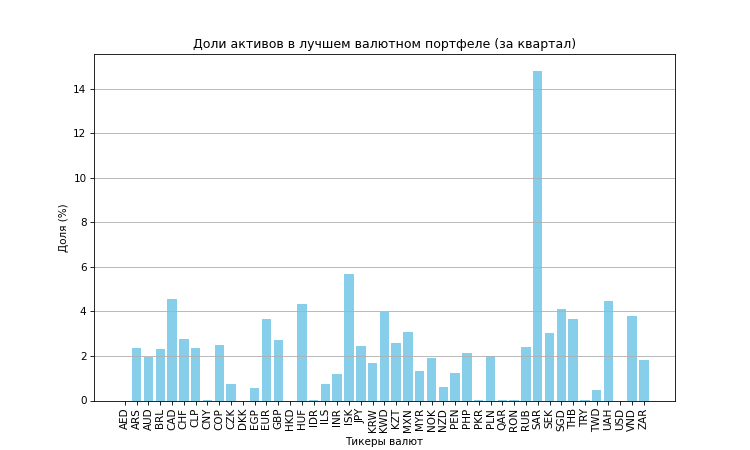 Доли активов в лучшем валютном портфеле (за квартал)
Доля (%)
14
12
10
8
6
4
2
0
AED
ARS
AUD
BRL
CAD
CHF
CLP
CNY
COP
CZK
DKK
EGP
EUR
GBP
HKD
HUF
IDR
ILS
INR
ISK
JPY
KRW
KWD
KZT
MXN
MYR
NOK
NZD
PEN
PHP
PKR
PLN
QAR
RON
RUB
SAR
SEK
SGD
THB
TRY
TWD
UAH
USD
VND
ZAR
Тикеры валют